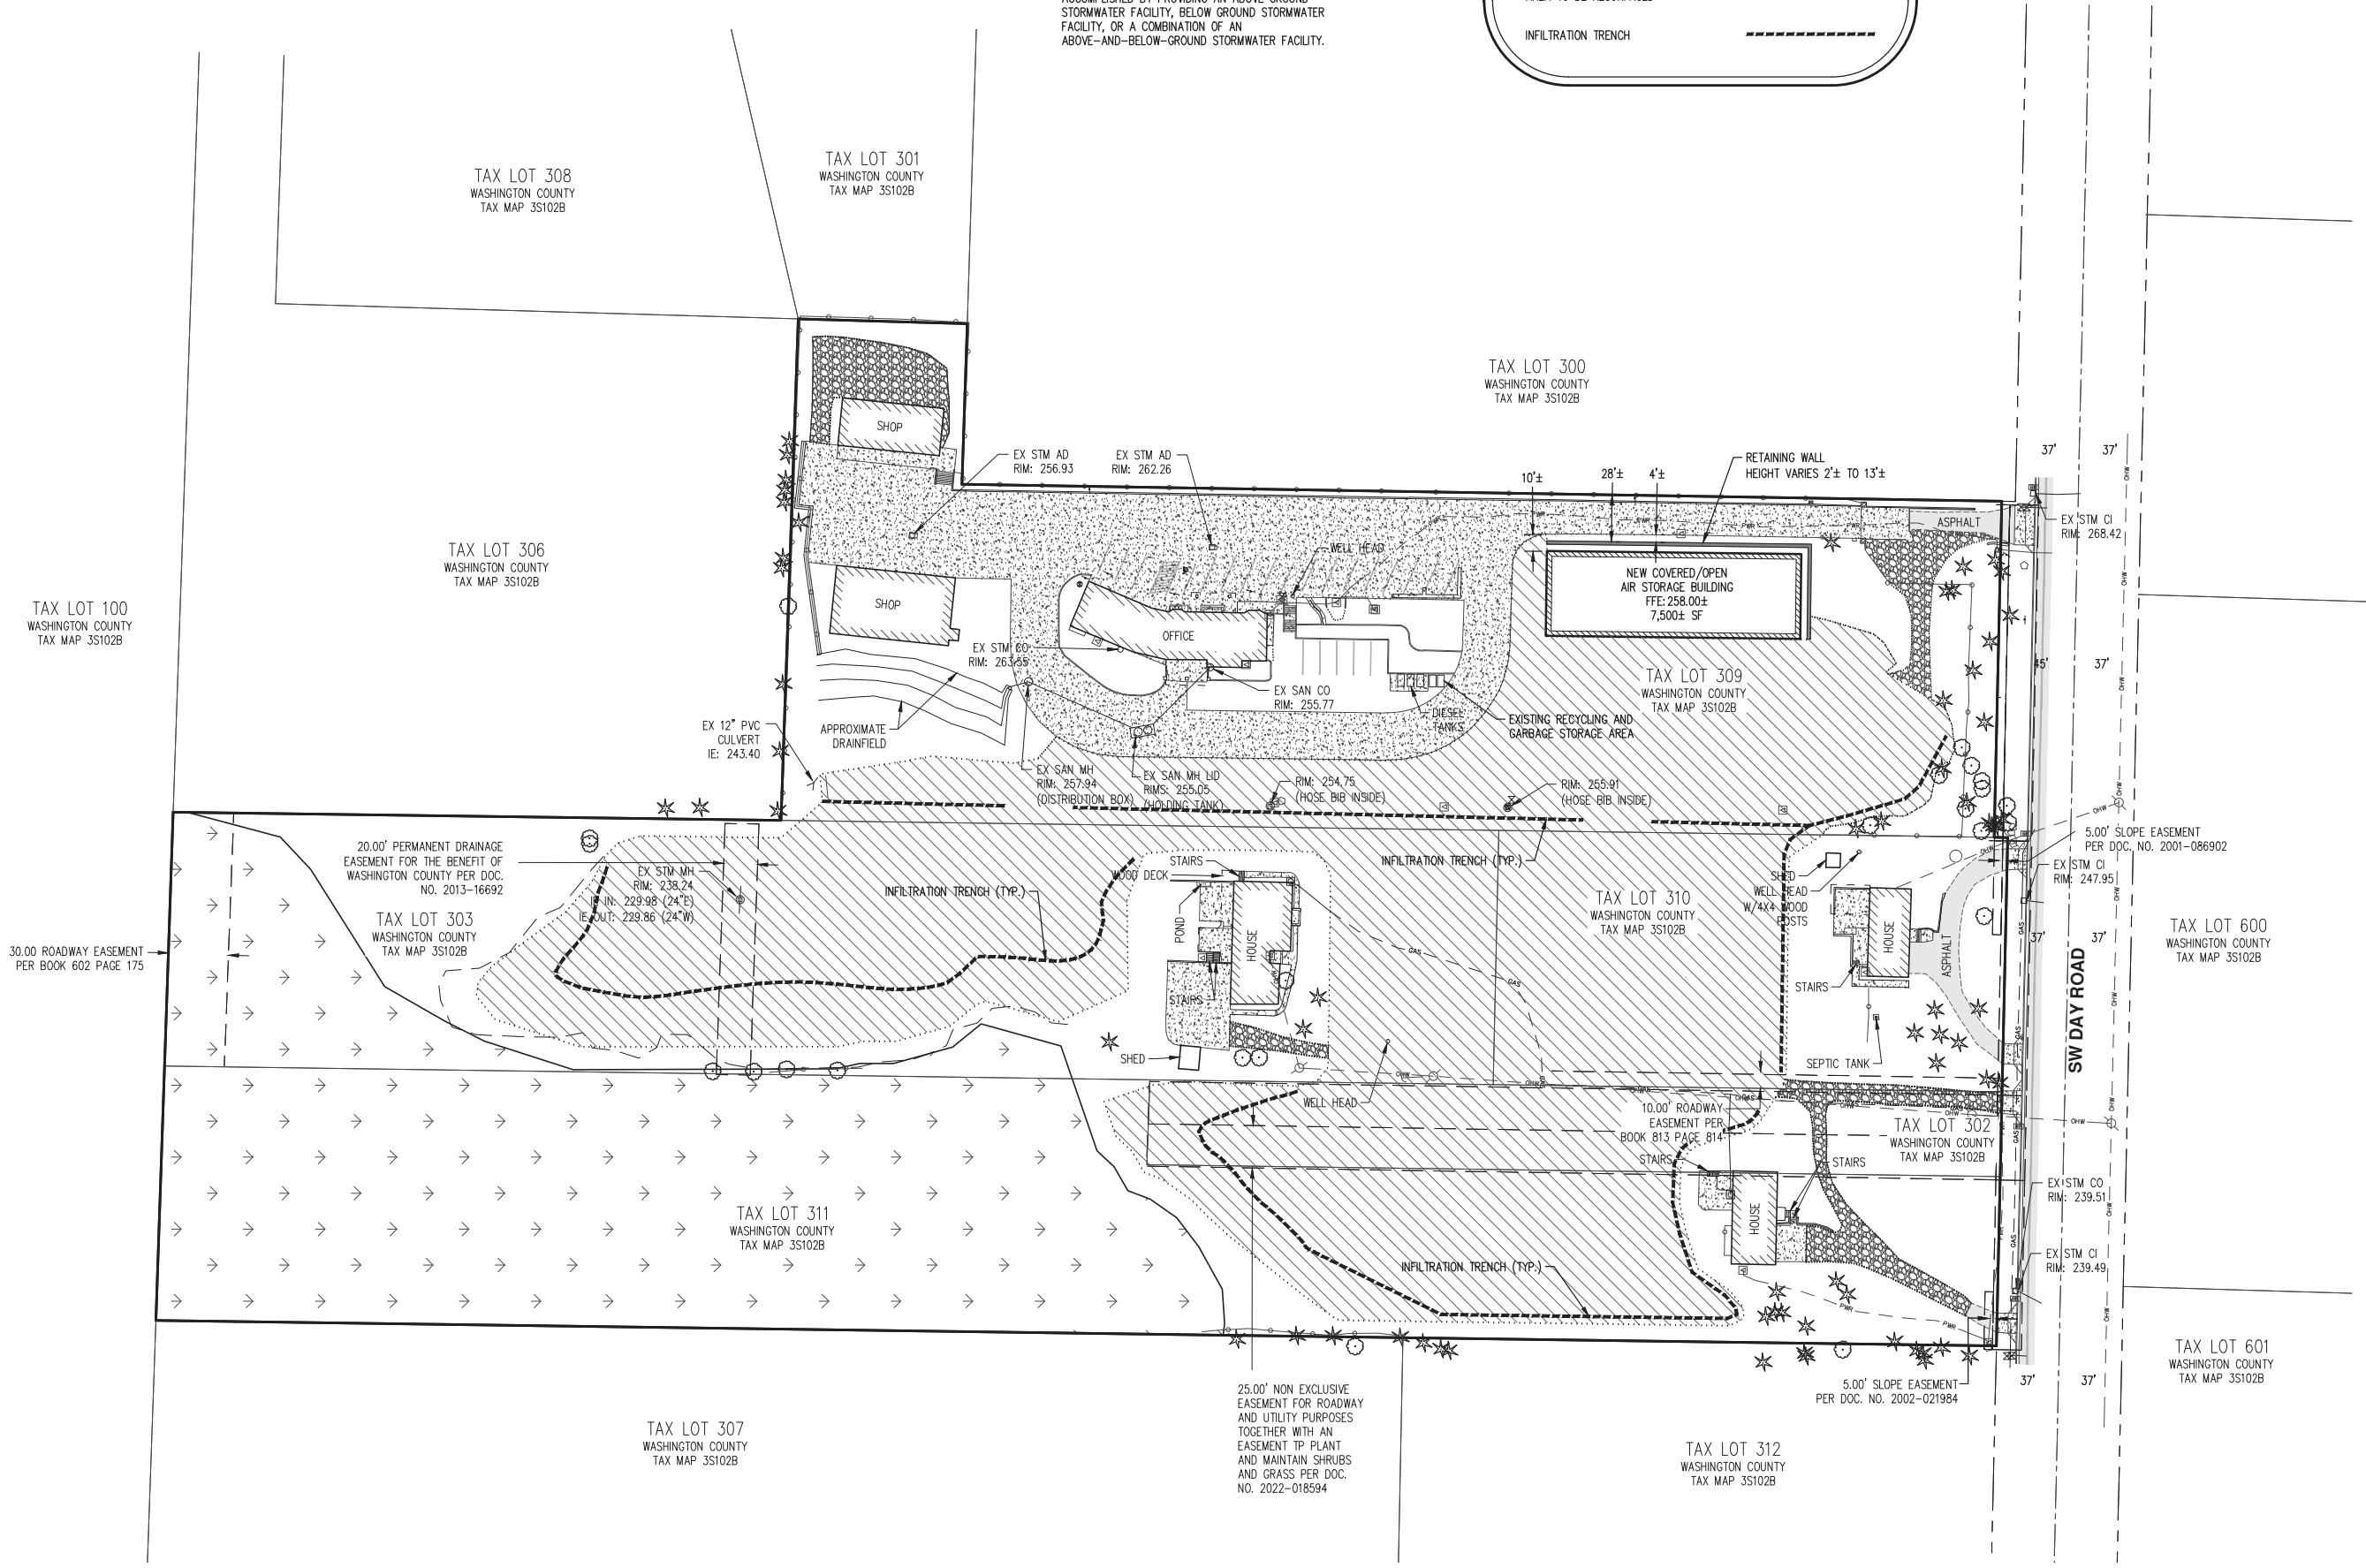 STORMWATER FACILITY, BELOW GROUND STORMWATER
FACILITY, OR A COMBINATION OF AN
ABOVE-AND-BELOW-GROUND STORMWATER FACILITY.
INFILTRATION TRENCH
TAX LOT 308
WASHINGTON COUNTY
TAX MAP 3S102B
TAX LOT 301
WASHINGTON COUNTY
TAX MAP 3S102B
TAX LOT 300
WASHINGTON COUNTY
TAX MAP 3S102B
SHOP
EX STM AD
RIM: 256.93
EX STM AD
RIM: 262.26
10'±
28'±
4'±
RETAINING WALL
HEIGHT VARIES 2'± TO 13'±
37'
37'
OHW
ASPHALT
EX STM CI
RIM: 268.42
TAX LOT 306
WASHINGTON COUNTY
TAX MAP 3S102B
TAX LOT 100
WASHINGTON COUNTY
TAX MAP 3S102B
WELL HEAD
NEW COVERED/OPEN
AIR STORAGE BUILDING
FFE:258.00±
7,500± SF
SHOP
OFFICE
EX STM CO
RIM: 263.55
EX SAN CO
RIM: 255.77
TAX LOT 309
WASHINGTON COUNTY
TAX MAP 3S102B
45'
37'
DIESEL
TANKS
EXISTING RECYCLING AND
GARBAGE STORAGE AREA
EX 12" PVC
CULVERT
IE: 243.40
APPROXIMATE
DRAINFIELD
EX SAN MH
RIM: 257.94
(DISTRIBUTION BOX)
EX SAN MH LID
RIMS: 255.05
(HOLDING TANK)
RIM: 254.75
(HOSE BIB INSIDE)
RIM: 255.91
(HOSE BIB INSIDE)
5.00' SLOPE EASEMENT
PER DOC. NO. 2001-086902
EX STM CI
RIM: 247.95
20.00' PERMANENT DRAINAGE
EASEMENT FOR THE BENEFIT OF
WASHINGTON COUNTY PER DOC.
NO. 2013-16692
EX STM MH
RIM: 238.24
IE IN: 229.98 (24"E)
IE OUT: 229.86 (24"W)
INFILTRATION TRENCH (TYP.)
STAIRS
WOOD DECK
POND
HOUSE
STAIRS
SHED
INFILTRATION TRENCH (TYP.)
TAX LOT 310
WASHINGTON COUNTY
TAX MAP 3S102B
SHED
WELL HEAD
W/4X4 WOOD
POSTS
HOUSE
ASPHALT
STAIRS
SEPTIC TANK
GAS
GAS
TAX LOT 303
WASHINGTON COUNTY
TAX MAP 3S102B
30.00 ROADWAY EASEMENT
PER BOOK 602 PAGE 175
37'
37'
SW DAY ROAD
TAX LOT 600
WASHINGTON COUNTY
TAX MAP 3S102B
WELL HEAD
10.00' ROADWAY
EASEMENT PER
BOOK 813 PAGE 814
TAX LOT 302
WASHINGTON COUNTY
TAX MAP 3S102B
STAIRS
STAIRS
HOUSE
EX STM CO
RIM: 239.51
EX STM CI
RIM: 239.49
TAX LOT 311
WASHINGTON COUNTY
TAX MAP 3S102B
INFILTRATION TRENCH (TYP.)
PWR
PWR
TAX LOT 601
WASHINGTON COUNTY
TAX MAP 3S102B
37'
37'
5.00' SLOPE EASEMENT
PER DOC. NO. 2002-021984
25.00' NON EXCLUSIVE
EASEMENT FOR ROADWAY
AND UTILITY PURPOSES
TOGETHER WITH AN
EASEMENT TP PLANT
AND MAINTAIN SHRUBS
AND GRASS PER DOC.
NO. 2022-018594
TAX LOT 307
WASHINGTON COUNTY
TAX MAP 3S102B
TAX LOT 312
WASHINGTON COUNTY
TAX MAP 3S102B